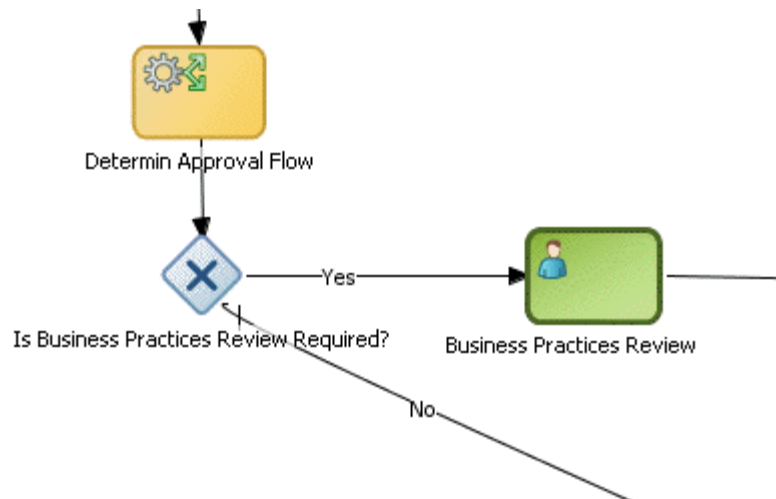 Determin Approval Flow
Yes
Is Business Practices Review Required?
Business Practices Review
No